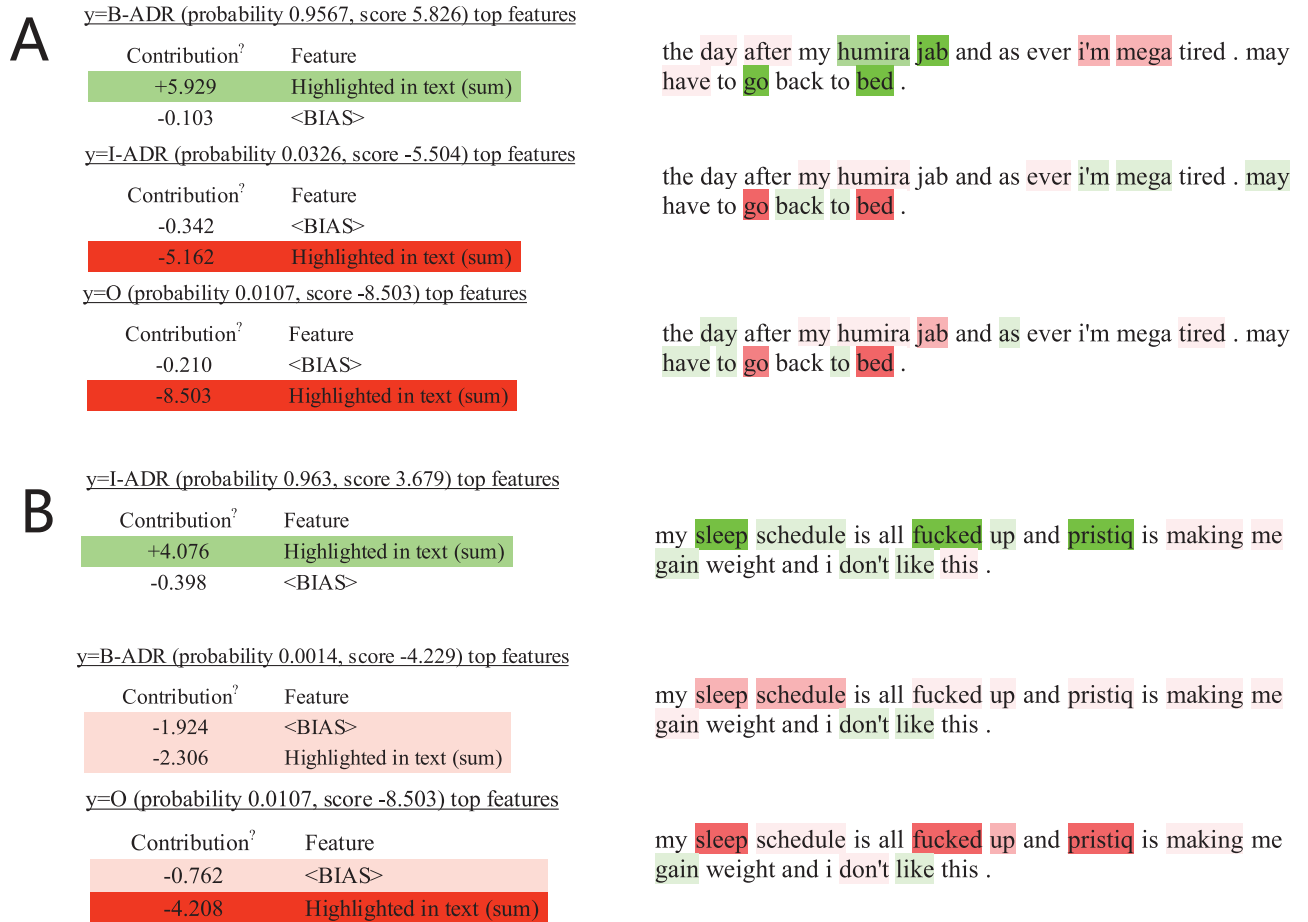 A
y=B-ADR (probability 0.9567, score 5.826) top features
Contribution? Feature
+5.929 Highlighted in text (sum)
-0.103 <BIAS>
the day after my humira jab and as ever i'm mega tired . may
have to go back to bed .
y=I-ADR (probability 0.0326, score -5.504) top features
Contribution? Feature
-0.342 <BIAS>
-5.162 Highlighted in text (sum)
the day after my humira jab and as ever i'm mega tired . may
have to go back to bed .
y=O (probability 0.0107, score -8.503) top features
Contribution? Feature
-0.210 <BIAS>
-8.503 Highlighted in text (sum)
the day after my humira jab and as ever i'm mega tired . may
have to go back to bed .
B
y=I-ADR (probability 0.963, score 3.679) top features
Contribution? Feature
+4.076 Highlighted in text (sum)
-0.398 <BIAS>
my sleep schedule is all fucked up and pristiq is making me
gain weight and i don't like this .
y=B-ADR (probability 0.0014, score -4.229) top features
Contribution? Feature
-1.924 <BIAS>
-2.306 Highlighted in text (sum)
my sleep schedule is all fucked up and pristiq is making me
gain weight and i don't like this .
y=O (probability 0.0107, score -8.503) top features
Contribution? Feature
-0.762 <BIAS>
-4.208 Highlighted in text (sum)
my sleep schedule is all fucked up and pristiq is making me
gain weight and i don't like this .